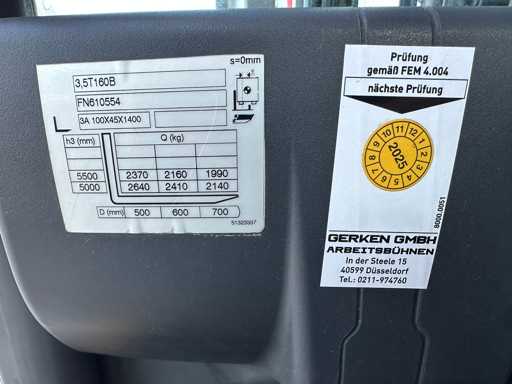 s=0mm
3,5T160B
FN610554
3A 100X45X1400
h3 (mm) Q (kg)
5500 2370 2160 1990
5000 2640 2410 2140
D (mm) 500 600 700
51323337
Prüfung
gemäß FEM 4.004
nächste Prüfung
1 2 3 4 5 6 7 8 9 10 11 12
2025
8000.0051
GERKEN GMBH
ARBEITSBÜHNEN
In der Steele 15
40599 Düsseldorf
Tel.: 0211-974760